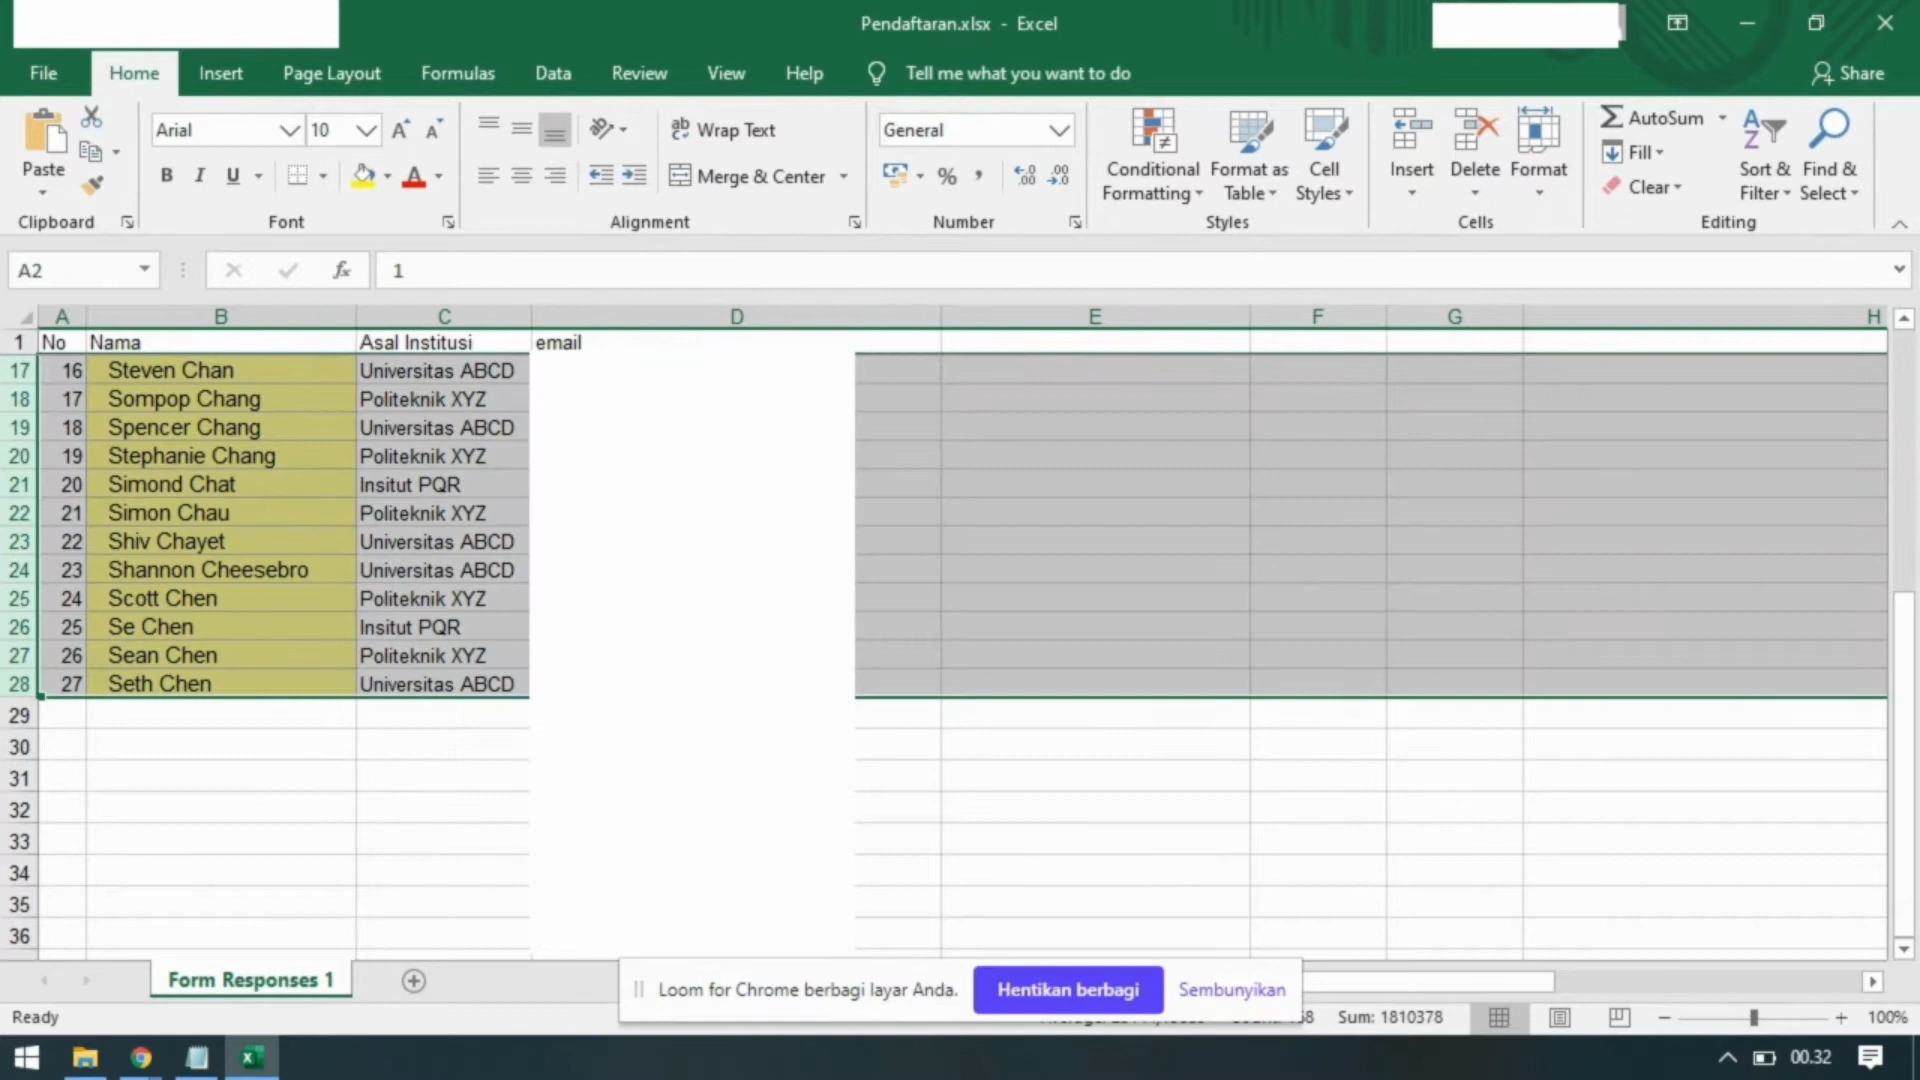 Pendaftaran.xlsx - Excel
File Home Insert Page Layout Formulas Data Review View Help Tell me what you want to do Share
Arial 10 A A Wrap Text General AutoSum
Paste B I U A Merge & Center % Conditional Formatting Format as Table Cell Styles Insert Delete Format Fill Clear Sort & Filter Find & Select
Clipboard Font Alignment Number Styles Cells Editing
A2 fx 1
A B C D E F G H
1 No Nama Asal Institusi email
17 16 Steven Chan Universitas ABCD
18 17 Sompop Chang Politeknik XYZ
19 18 Spencer Chang Universitas ABCD
20 19 Stephanie Chang Politeknik XYZ
21 20 Simond Chat Insitut PQR
22 21 Simon Chau Politeknik XYZ
23 22 Shiv Chayet Universitas ABCD
24 23 Shannon Cheesebro Universitas ABCD
25 24 Scott Chen Politeknik XYZ
26 25 Se Chen Insitut PQR
27 26 Sean Chen Politeknik XYZ
28 27 Seth Chen Universitas ABCD
29
30
31
32
33
34
35
36
Form Responses 1
Loom for Chrome berbagi layar Anda. Hentikan berbagi Sembunyikan
Ready Sum: 1810378 100%
00.32